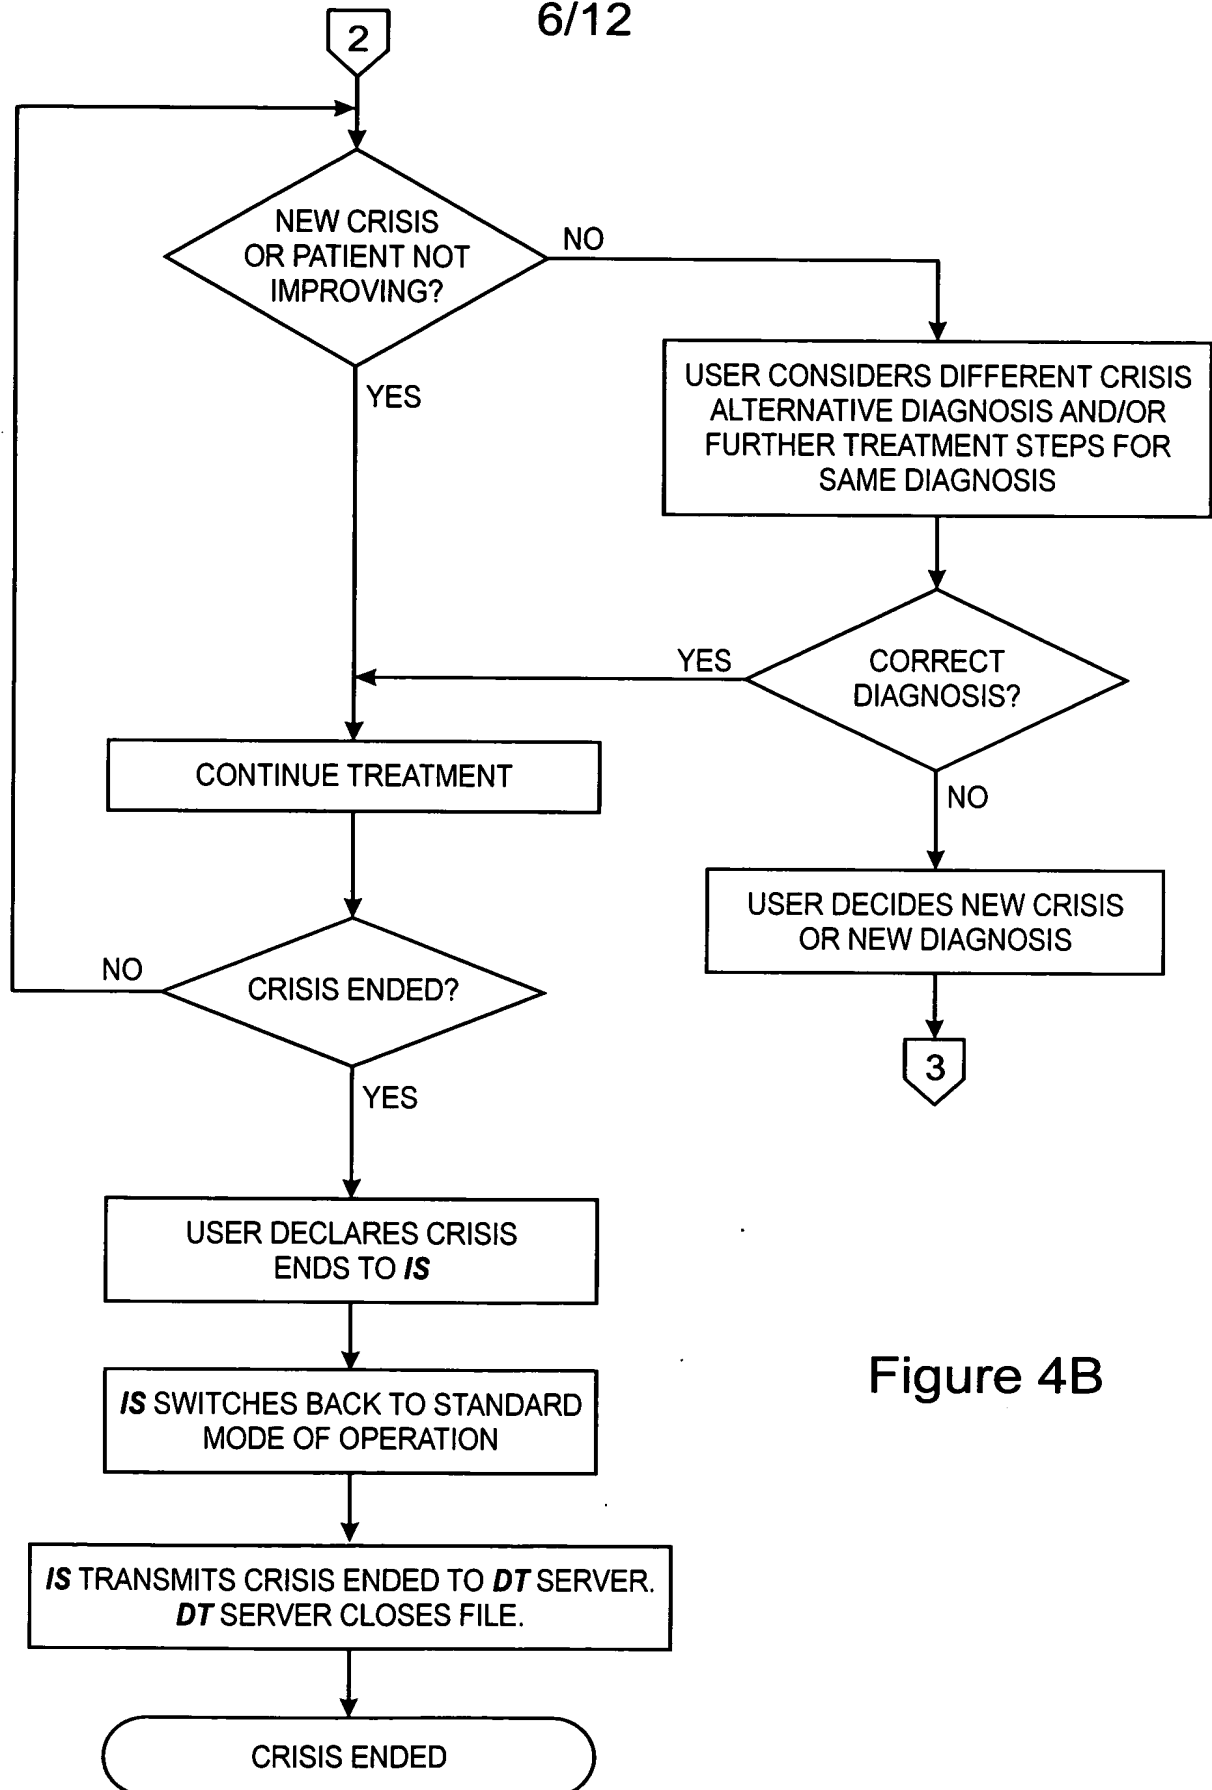 6/12
2
NEW CRISIS
OR PATIENT NOT
IMPROVING?
NO
YES
USER CONSIDERS DIFFERENT CRISIS
ALTERNATIVE DIAGNOSIS AND/OR
FURTHER TREATMENT STEPS FOR
SAME DIAGNOSIS
YES
CORRECT
DIAGNOSIS?
CONTINUE TREATMENT
NO
USER DECIDES NEW CRISIS
OR NEW DIAGNOSIS
NO
CRISIS ENDED?
3
YES
USER DECLARES CRISIS
ENDS TO IS
IS SWITCHES BACK TO STANDARD
MODE OF OPERATION
Figure 4B
IS TRANSMITS CRISIS ENDED TO DT SERVER.
DT SERVER CLOSES FILE.
CRISIS ENDED